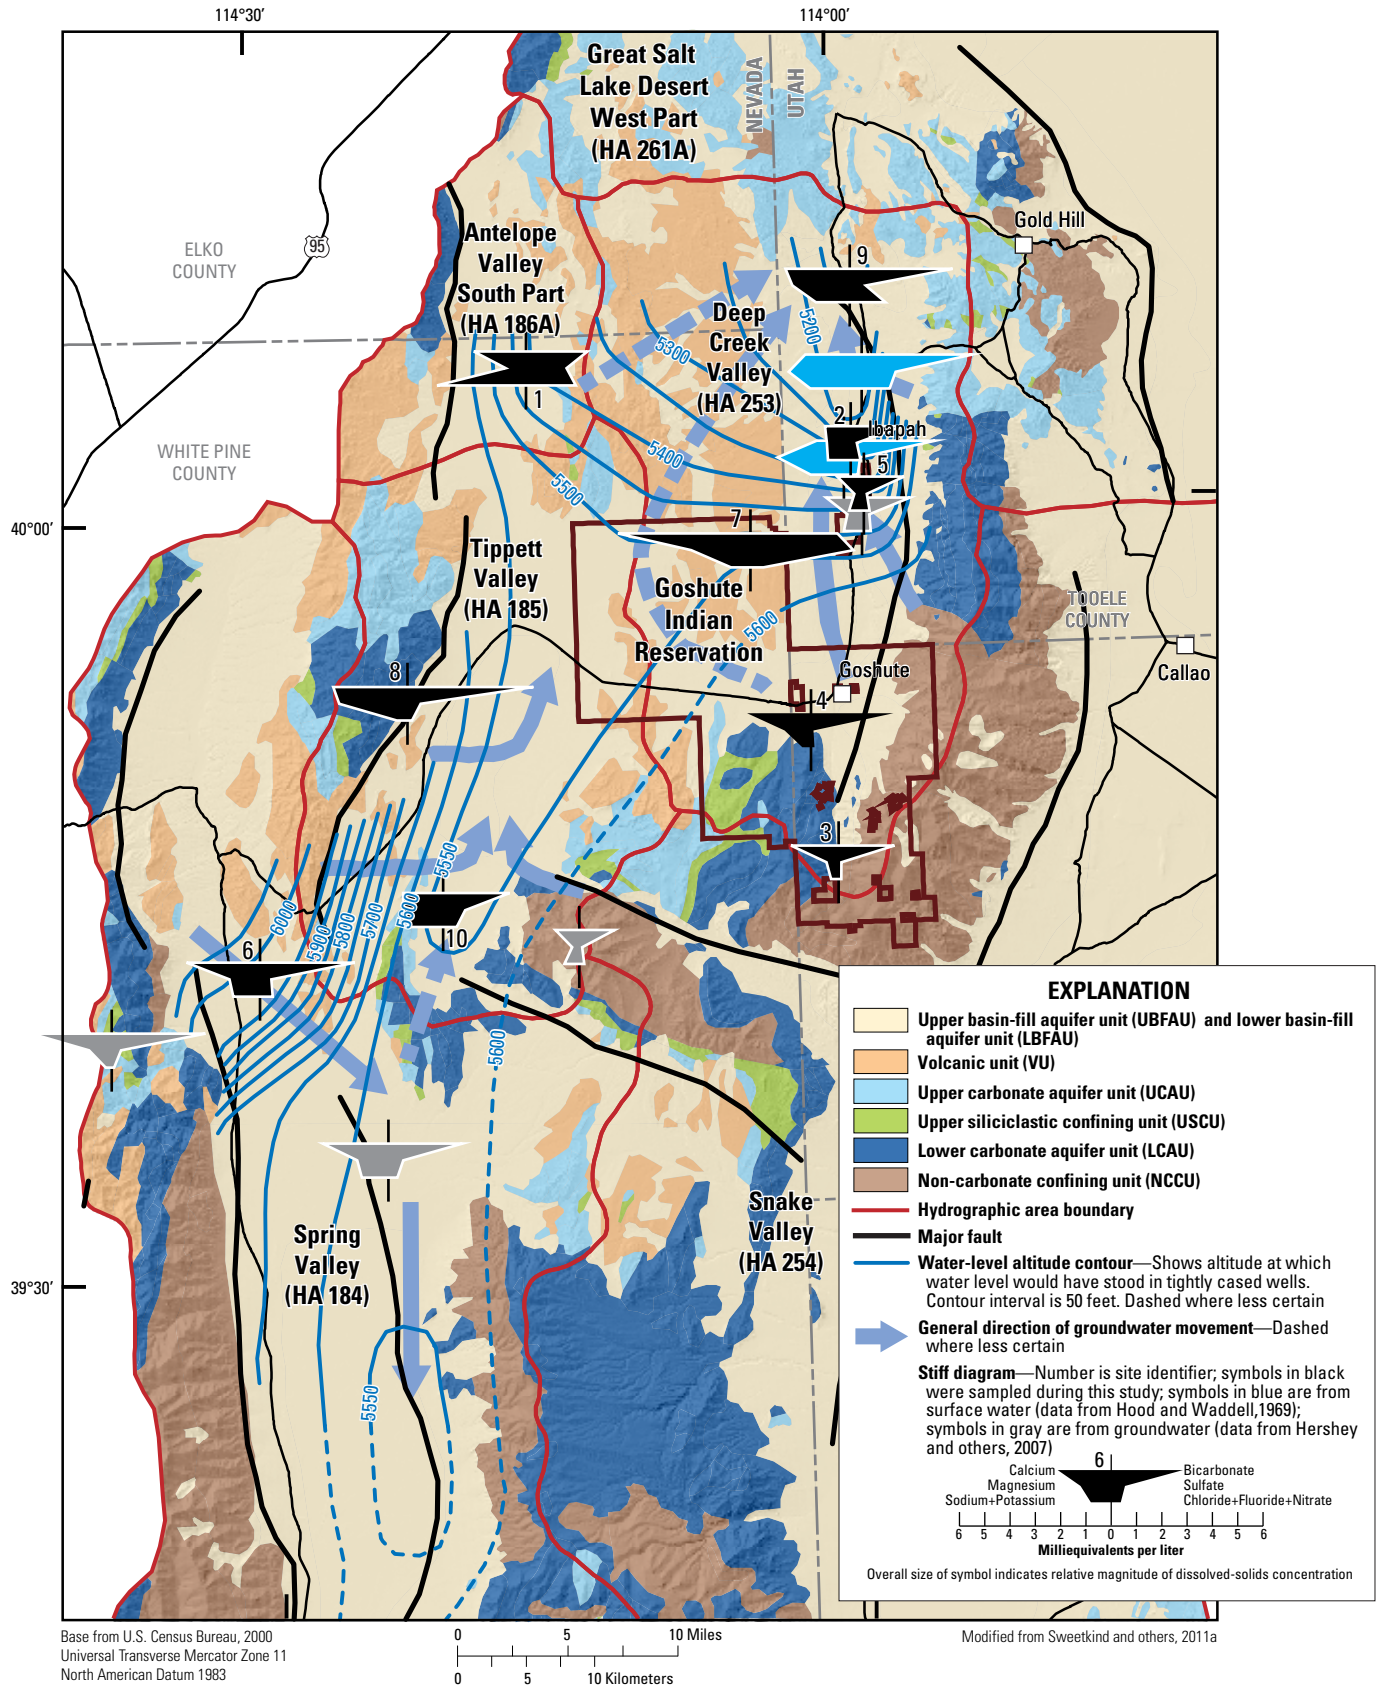 114°30′
114°00′
Great Salt
Lake Desert
West Part
(HA 261A)
NEVADA
UTAH
Gold Hill
ELKO
COUNTY
95
Antelope
Valley
South Part
(HA 186A)
9
Deep
Creek
Valley
(HA 253)
5200
5300
1
2
Ibapah
WHITE PINE
COUNTY
5400
5
5500
7
40°00′
Tippett
Valley
(HA 185)
Goshute
Indian
Reservation
5600
TOOELE
COUNTY
Callao
8
Goshute
4
3
5550
6000
5900
5800
5700
5600
10
6
5600
Snake
Valley
(HA 254)
Spring
Valley
(HA 184)
39°30′
5550
EXPLANATION
Upper basin-fill aquifer unit (UBFAU) and lower basin-fill
aquifer unit (LBFAU)
Volcanic unit (VU)
Upper carbonate aquifer unit (UCAU)
Upper siliciclastic confining unit (USCU)
Lower carbonate aquifer unit (LCAU)
Non-carbonate confining unit (NCCU)
Hydrographic area boundary
Major fault
Water-level altitude contour—Shows altitude at which
water level would have stood in tightly cased wells.
Contour interval is 50 feet. Dashed where less certain
General direction of groundwater movement—Dashed
where less certain
Stiff diagram—Number is site identifier; symbols in black
were sampled during this study; symbols in blue are from
surface water (data from Hood and Waddell,1969);
symbols in gray are from groundwater (data from Hershey
and others, 2007)
6
Calcium Bicarbonate
Magnesium Sulfate
Sodium+Potassium Chloride+Fluoride+Nitrate
6 5 4 3 2 1 0 1 2 3 4 5 6
Milliequivalents per liter
Overall size of symbol indicates relative magnitude of dissolved-solids concentration
Base from U.S. Census Bureau, 2000
Universal Transverse Mercator Zone 11
North American Datum 1983
0 5 10 Miles
0 5 10 Kilometers
Modified from Sweetkind and others, 2011a